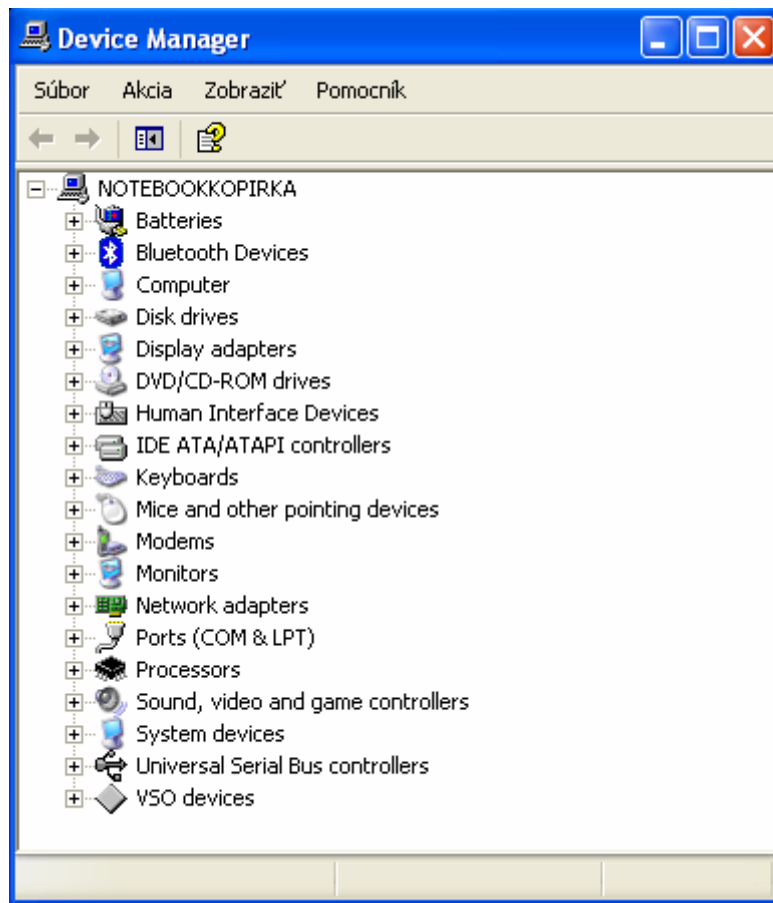 Device Manager
Súbor Akcia Zobraziť Pomocník
NOTEBOOKKOPIRKA
Batteries
Bluetooth Devices
Computer
Disk drives
Display adapters
DVD/CD-ROM drives
Human Interface Devices
IDE ATA/ATAPI controllers
Keyboards
Mice and other pointing devices
Modems
Monitors
Network adapters
Ports (COM & LPT)
Processors
Sound, video and game controllers
System devices
Universal Serial Bus controllers
VSO devices